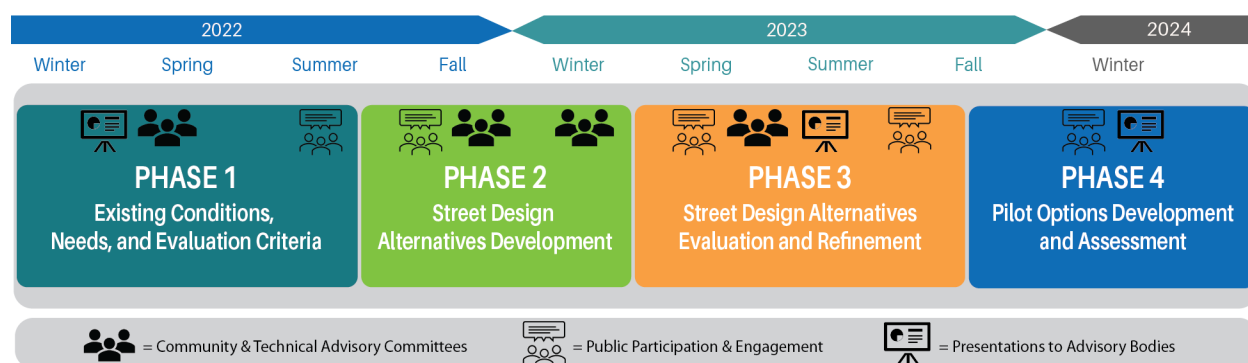 2022 2023 2024
Winter Spring Summer Fall Winter Spring Summer Fall Winter
PHASE 1
Existing Conditions,
Needs, and Evaluation Criteria
PHASE 2
Street Design
Alternatives Development
PHASE 3
Street Design Alternatives
Evaluation and Refinement
PHASE 4
Pilot Options Development
and Assessment
= Community & Technical Advisory Committees = Public Participation & Engagement = Presentations to Advisory Bodies